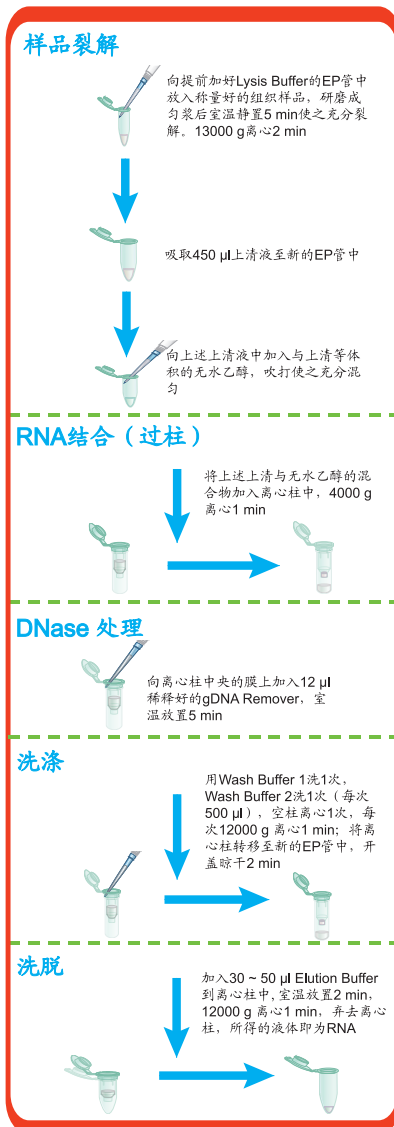 样品裂解
向提前加好Lysis Buffer的EP管中
放入称量好的组织样品，研磨成
匀浆后室温静置5 min使之充分裂
解。13000 g离心2 min
吸取450 µl上清液至新的EP管中
向上述上清液中加入与上清等体
积的无水乙醇，吹打使之充分混
匀
RNA结合（过柱）
将上述上清与无水乙醇的混
合物加入离心柱中，4000 g
离心1 min
DNase 处理
向离心柱中央的膜上加入12 µl
稀释好的gDNA Remover，室
温放置5 min
洗涤
用Wash Buffer 1洗1次，
Wash Buffer 2洗1次（每次
500 µl），空柱离心1次，每
次12000 g 离心1 min；将离
心柱转移至新的EP管中，开
盖晾干2 min
洗脱
加入30 ~ 50 µl Elution Buffer
到离心柱中，室温放置2 min，
12000 g 离心1 min，弃去离心
柱，所得的液体即为RNA